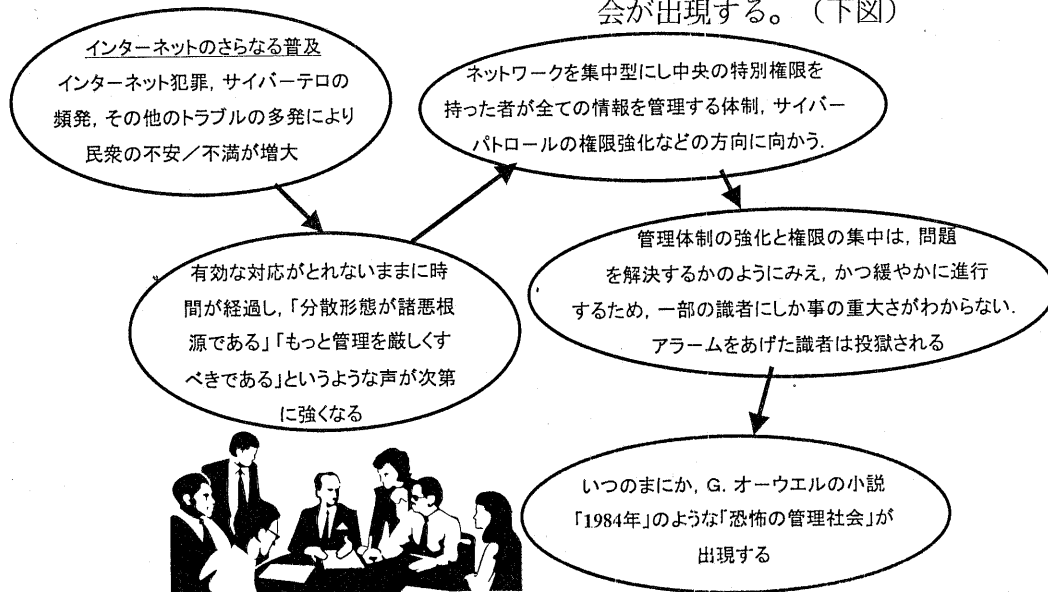 会が出現する。（下図）
インターネットのさらなる普及
インターネット犯罪, サイバーテロの
頻発, その他のトラブルの多発により
民衆の不安／不満が増大
有効な対応がとれないままに時
間が経過し,「分散形態が諸悪根
源である」「もっと管理を厳しくす
べきである」というような声が次第
に強くなる
ネットワークを集中型にし中央の特別権限を
持った者が全ての情報を管理する体制, サイバー
パトロールの権限強化などの方向に向かう.
管理体制の強化と権限の集中は, 問題
を解決するかのようにみえ, かつ緩やかに進行
するため, 一部の識者にしか事の重大さがわからない.
アラームをあげた識者は投獄される
いつのまにか, G. オーウエルの小説
「1984年」のような「恐怖の管理社会」が
出現する